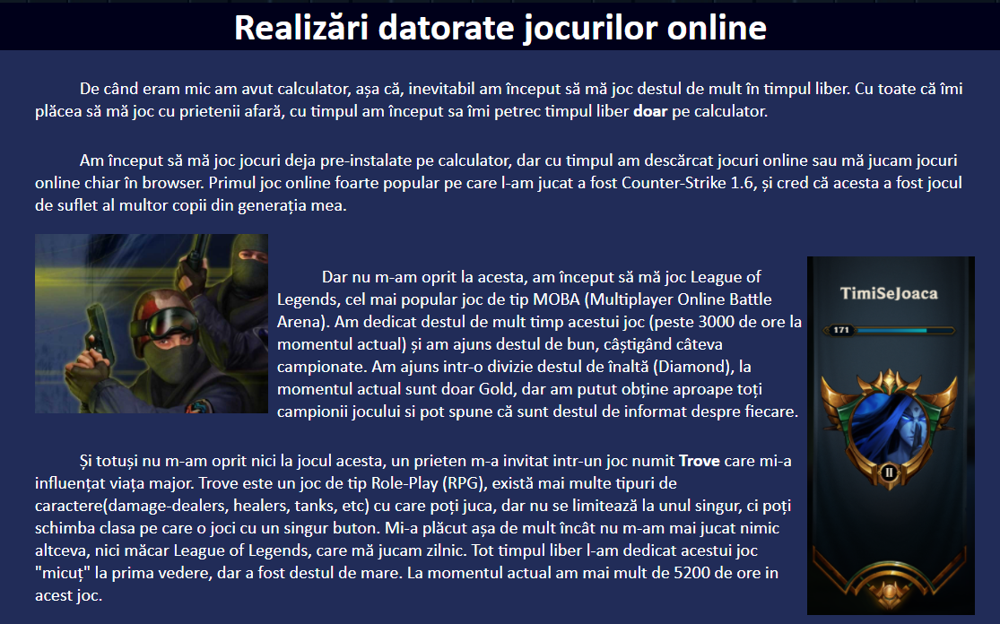 Realizări datorate jocurilor online
De când eram mic am avut calculator, așa că, inevitabil am început să mă joc destul de mult în timpul liber. Cu toate că îmi
plăcea să mă joc cu prietenii afară, cu timpul am început sa îmi petrec timpul liber doar pe calculator.
Am început să mă joc jocuri deja pre-instalate pe calculator, dar cu timpul am descărcat jocuri online sau mă jucam jocuri
online chiar în browser. Primul joc online foarte popular pe care l-am jucat a fost Counter-Strike 1.6, și cred că acesta a fost jocul
de suflet al multor copii din generația mea.
Dar nu m-am oprit la acesta, am început să mă joc League of
Legends, cel mai popular joc de tip MOBA (Multiplayer Online Battle
Arena). Am dedicat destul de mult timp acestui joc (peste 3000 de ore la
momentul actual) și am ajuns destul de bun, câștigând câteva
campionate. Am ajuns intr-o divizie destul de înaltă (Diamond), la
momentul actual sunt doar Gold, dar am putut obține aproape toți
campionii jocului si pot spune că sunt destul de informat despre fiecare.
TimiSeJoaca
171
II
Și totuși nu m-am oprit nici la jocul acesta, un prieten m-a invitat intr-un joc numit Trove care mi-a
influențat viața major. Trove este un joc de tip Role-Play (RPG), există mai multe tipuri de
caractere(damage-dealers, healers, tanks, etc) cu care poți juca, dar nu se limitează la unul singur, ci poți
schimba clasa pe care o joci cu un singur buton. Mi-a plăcut așa de mult încât nu m-am mai jucat nimic
altceva, nici măcar League of Legends, care mă jucam zilnic. Tot timpul liber l-am dedicat acestui joc
"micuț" la prima vedere, dar a fost destul de mare. La momentul actual am mai mult de 5200 de ore in
acest joc.